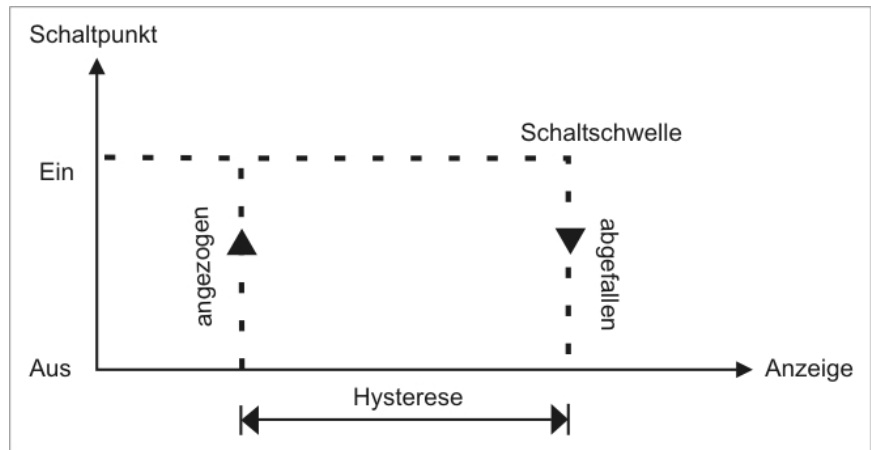 Schaltpunkt
Schaltschwelle
Ein
angezogen
abgefallen
Aus
Anzeige
Hysterese